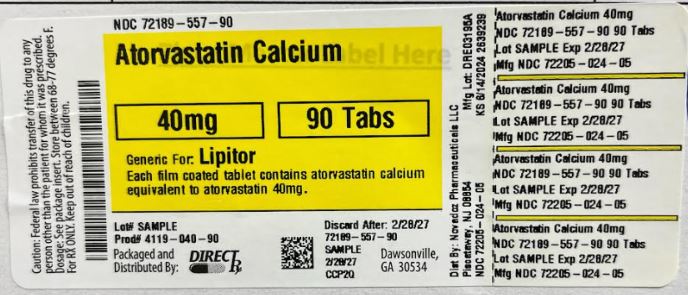 Caution: Federal law prohibits transfer of this drug to any
person other than the patient for whom it was prescribed.
Dosage: See package insert. Store between 68-77 degrees F.
For RX ONLY. Keep out of reach of children.
NDC 72189-557-90
Atorvastatin Calcium
abel Here
40mg
90 Tabs
Generic For: Lipitor
Each film coated tablet contains atorvastatin calcium
equivalent to atorvastatin 40mg.
Lot# SAMPLE
Prod# 4119-040-90
Packaged and
Distributed By:
DIRECT Rx
Discard After: 2/28/27
72189-557-90
SAMPLE
2/28/27
CCP2Q
Dawsonville,
GA 30534
Dist By: Novadoz Pharmaceuticals LLC
Piscataway, NJ 08854
NDC 72205-024-05
Mfg Lot: DRE03195A
KS 6/14/2024 2639239
Atorvastatin Calcium 40mg
NDC 72189-557-90 90 Tabs
Lot SAMPLE Exp 2/28/27
Mfg NDC 72205-024-05
Atorvastatin Calcium 40mg
NDC 72189-557-90 90 Tabs
Lot SAMPLE Exp 2/28/27
Mfg NDC 72205-024-05
Atorvastatin Calcium 40mg
NDC 72189-557-90 90 Tabs
Lot SAMPLE Exp 2/28/27
Mfg NDC 72205-024-05
Atorvastatin Calcium 40mg
NDC 72189-557-90 90 Tabs
Lot SAMPLE Exp 2/28/27
Mfg NDC 72205-024-05